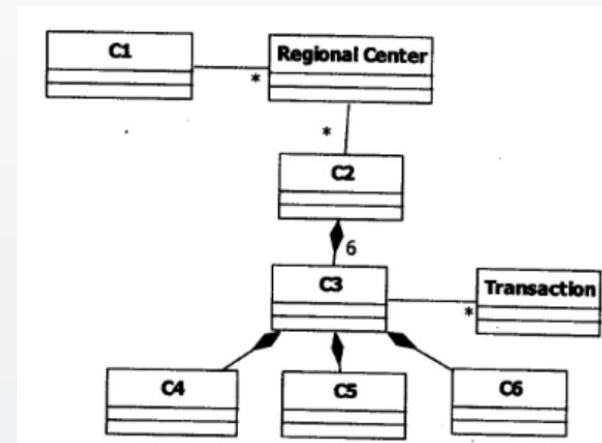 C1
Regional Center
*
*
C2
6
C3
Transaction
*
C4
C5
C6